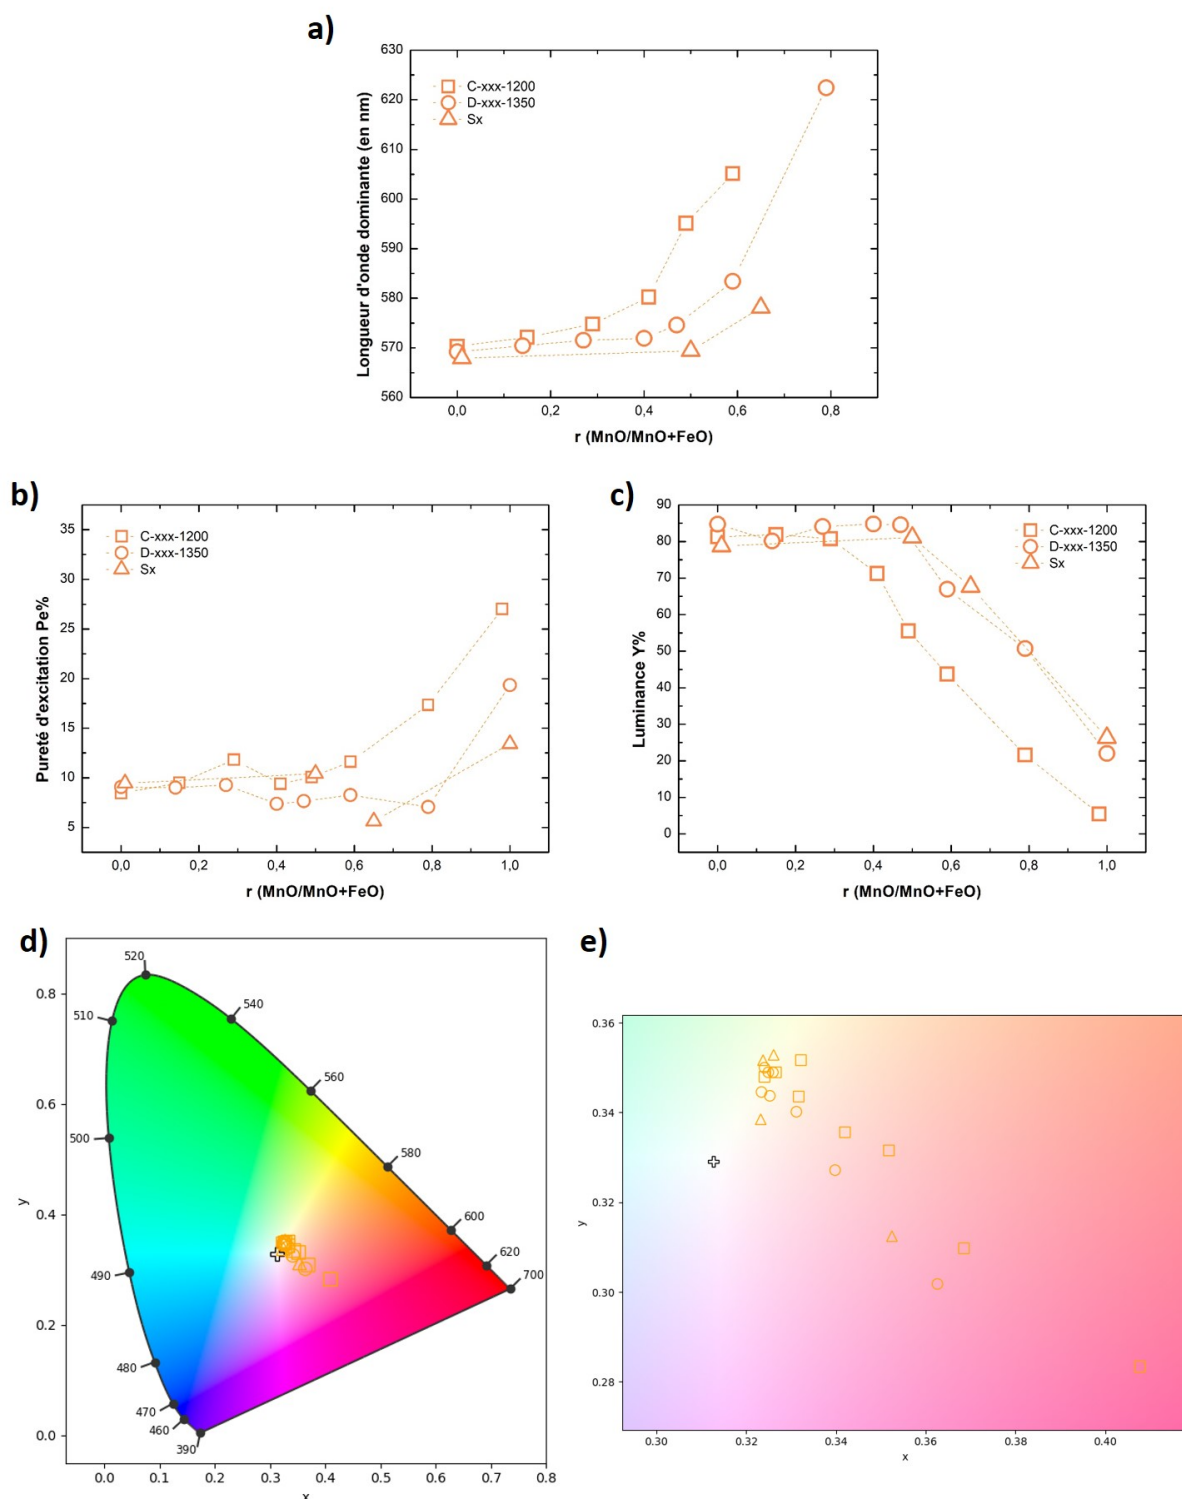 a)
630
620
610
600
590
580
570
560
Longueur d'onde dominante (en nm)
C-xxx-1200
D-xxx-1350
Sx
0,0 0,2 0,4 0,6 0,8
r (MnO/MnO+FeO)
b)
35
30
25
20
15
10
5
Pureté d'excitation Pe%
C-xxx-1200
D-xxx-1350
Sx
0,0 0,2 0,4 0,6 0,8 1,0
r (MnO/MnO+FeO)
c)
90
80
70
60
50
40
30
20
10
0
Luminance Y%
C-xxx-1200
D-xxx-1350
Sx
0,0 0,2 0,4 0,6 0,8 1,0
r (MnO/MnO+FeO)
d)
0.8
0.6
0.4
0.2
0.0
y
520
510
540
560
500
580
600
620
700
490
480
470
460
390
0.0 0.1 0.2 0.3 0.4 0.5 0.6 0.7 0.8
x
e)
0.36
0.34
0.32
0.30
0.28
y
0.30 0.32 0.34 0.36 0.38 0.40
x